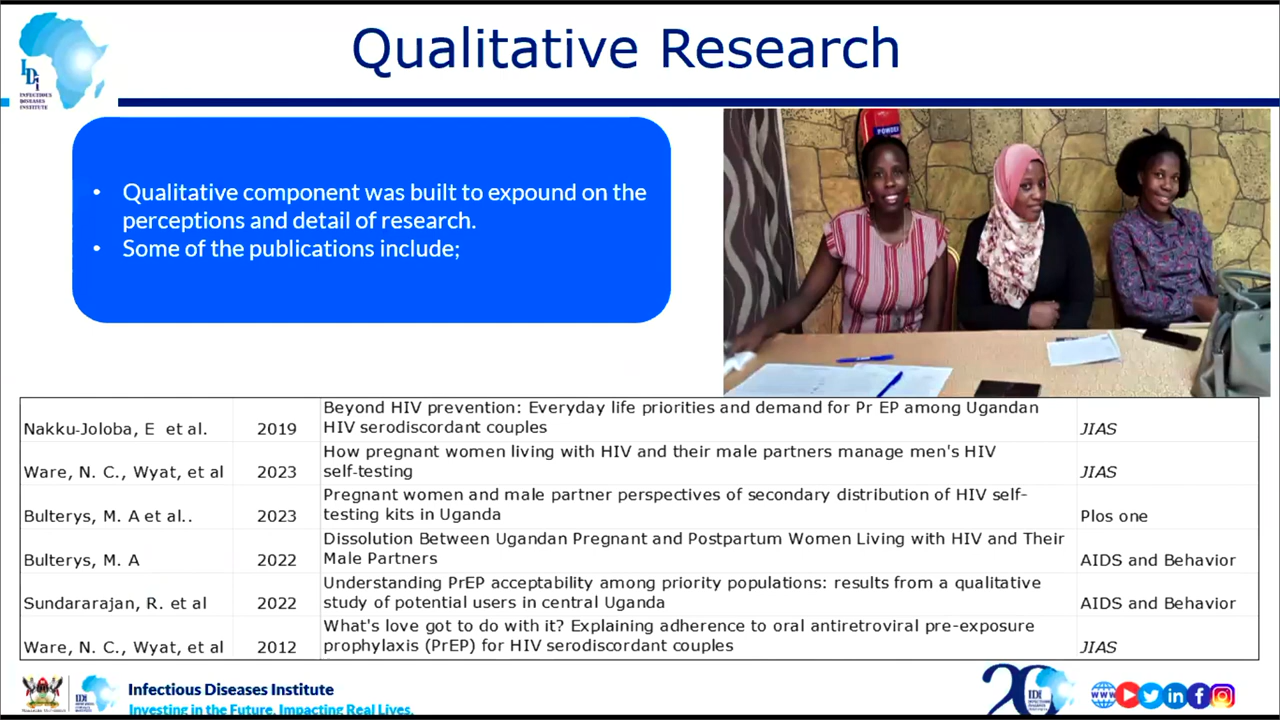 Qualitative Research
IDI
INFECTIOUS
DISEASES
INSTITUTE
• Qualitative component was built to expound on the
perceptions and detail of research.
• Some of the publications include;
POWDER
Nakku-Joloba, E et al. 2019 Beyond HIV prevention: Everyday life priorities and demand for Pr EP among Ugandan
HIV serodiscordant couples JIAS
Ware, N. C., Wyat, et al 2023 How pregnant women living with HIV and their male partners manage men's HIV
self-testing JIAS
Bulterys, M. A et al.. 2023 Pregnant women and male partner perspectives of secondary distribution of HIV self-
testing kits in Uganda Plos one
Bulterys, M. A 2022 Dissolution Between Ugandan Pregnant and Postpartum Women Living with HIV and Their
Male Partners AIDS and Behavior
Sundararajan, R. et al 2022 Understanding PrEP acceptability among priority populations: results from a qualitative
study of potential users in central Uganda AIDS and Behavior
Ware, N. C., Wyat, et al 2012 What's love got to do with it? Explaining adherence to oral antiretroviral pre-exposure
prophylaxis (PrEP) for HIV serodiscordant couples JIAS
IDI
Infectious Diseases Institute
Investing in the Future. Impacting Real Lives.
20
IDI